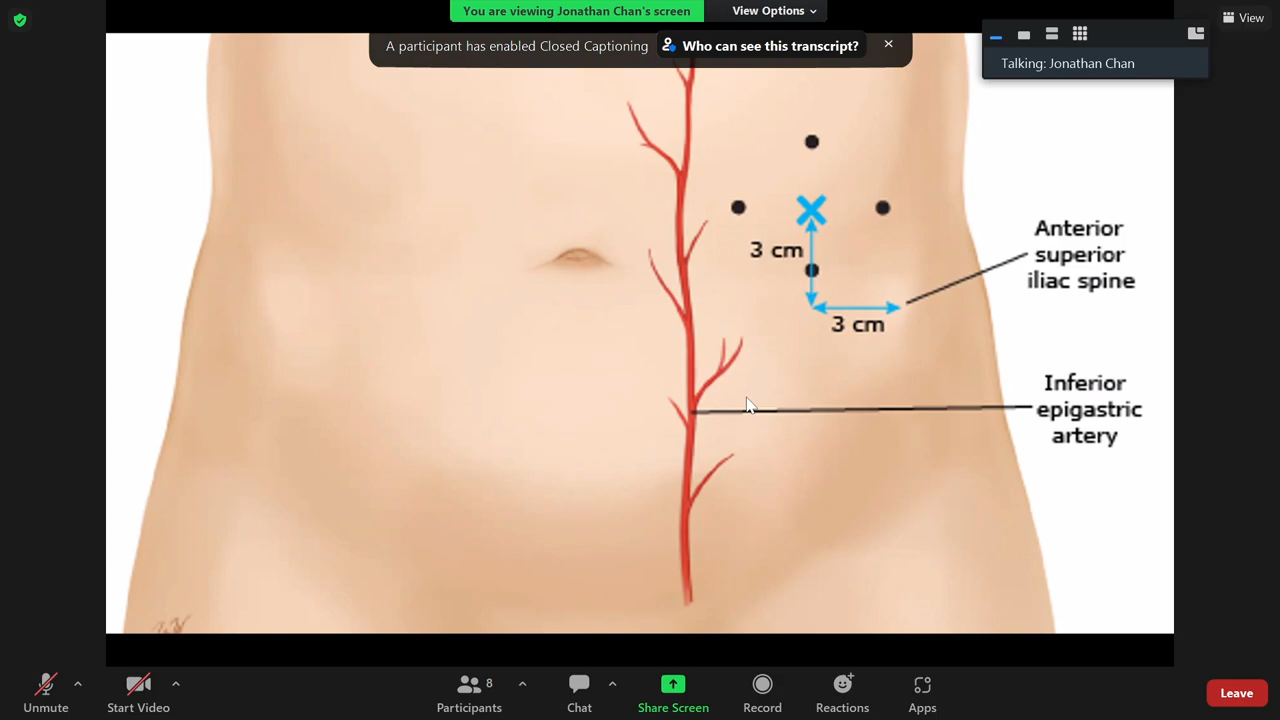 You are viewing Jonathan Chan's screen
View Options
View
A participant has enabled Closed Captioning
Who can see this transcript?
Talking: Jonathan Chan
Anterior
superior
iliac spine
3 cm
3 cm
Inferior
epigastric
artery
Unmute
Start Video
8
Participants
Chat
Share Screen
Record
Reactions
Apps
Leave